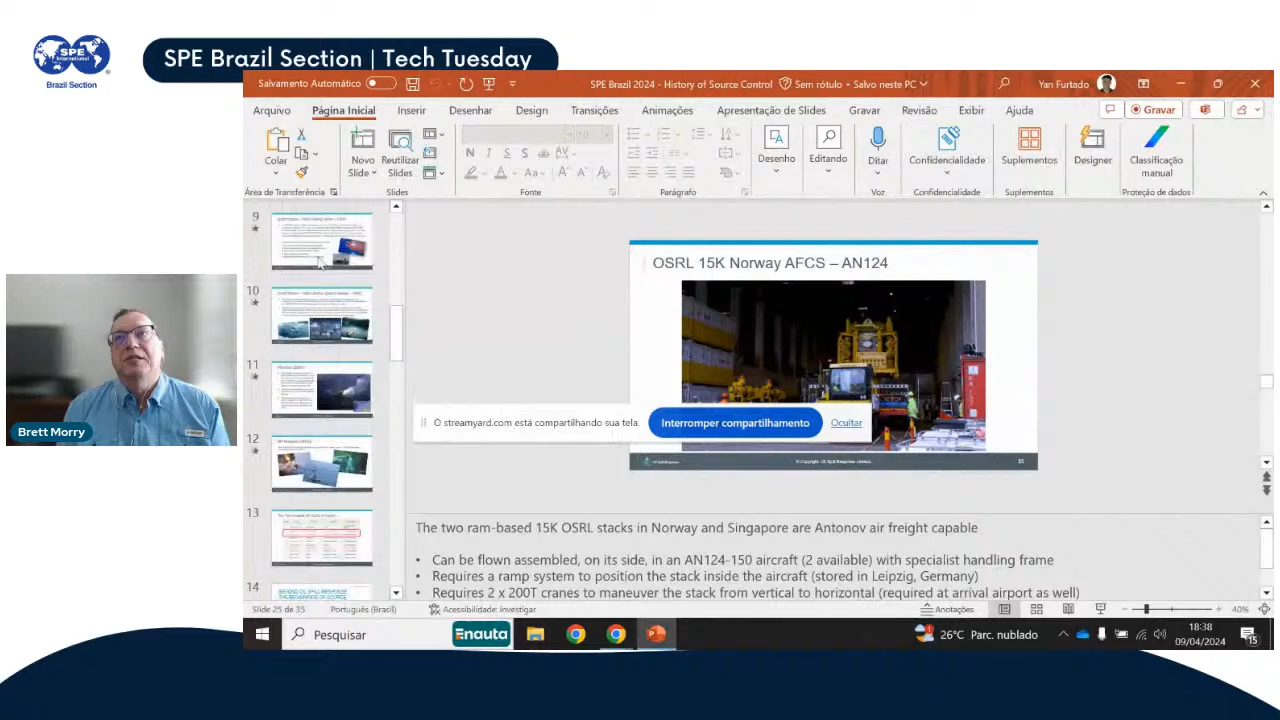 SPE
International
Brazil Section
SPE Brazil Section | Tech Tuesday
Salvamento Automático
SPE Brazil 2024 - History of Source Control
Sem rótulo • Salvo neste PC
Yan Furtado
Arquivo
Página Inicial
Inserir
Desenhar
Design
Transições
Animações
Apresentação de Slides
Gravar
Revisão
Exibir
Ajuda
Gravar
Colar
Novo Slide
Reutilizar Slides
Desenho
Editando
Ditar
Confidencialidade
Suplementos
Designer
Classificação manual
Área de Transferência
Slides
Fonte
Parágrafo
Voz
Confidencialidade
Suplementos
Proteção de dados
9
10
11
12
13
14
OSRL 15K Norway AFCS – AN124
O streamyard.com está compartilhando sua tela.
Interromper compartilhamento
Ocultar
35
The two ram-based 15K OSRL stacks in Norway and Singapore are Antonov air freight capable
• Can be flown assembled, on its side, in an AN124-150 aircraft (2 available) with specialist handling frame
• Requires a ramp system to position the stack inside the aircraft (stored in Leipzig, Germany)
• Requires 2 x 200T cranes to maneuver the stack from vertical to horizontal (required at arrival airport as well)
Brett Morry
Slide 25 de 35
Português (Brasil)
Acessibilidade: investigar
Anotações
40%
Pesquisar
Enauta
26°C Parc. nublado
18:38
09/04/2024
15